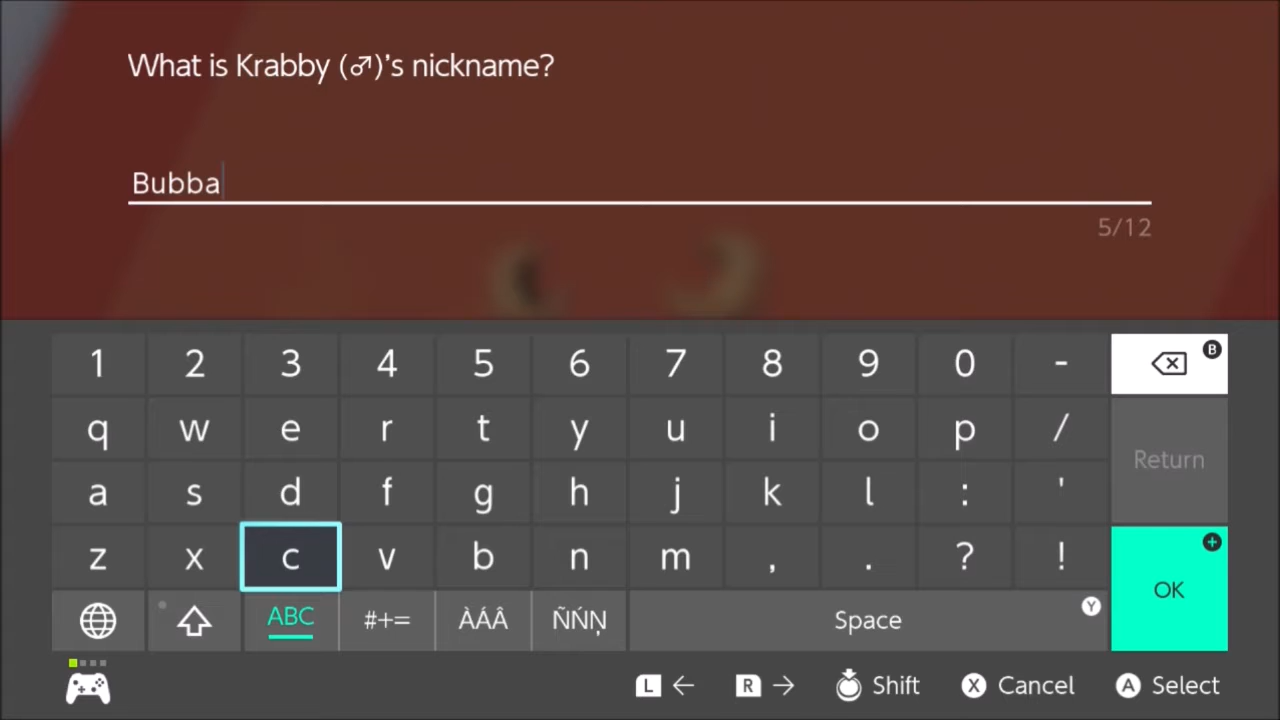 What is Krabby (♂)'s nickname?
Bubba
5/12
1 2 3 4 5 6 7 8 9 0 -
B
q w e r t y u i o p /
Return
a s d f g h j k l : '
z x c v b n m , . ? !
+
OK
ABC #+= ÀÁÂ ÑŃŅ Space Y
L ← R → Shift X Cancel A Select